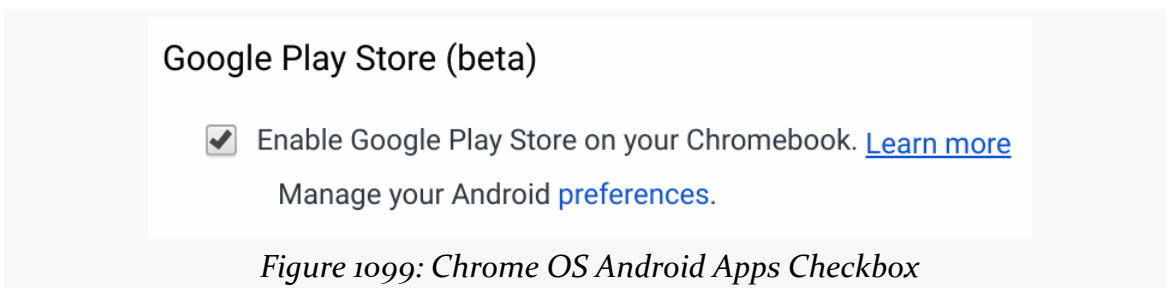 Google Play Store (beta)
Enable Google Play Store on your Chromebook. Learn more
Manage your Android preferences.
Figure 1099: Chrome OS Android Apps Checkbox